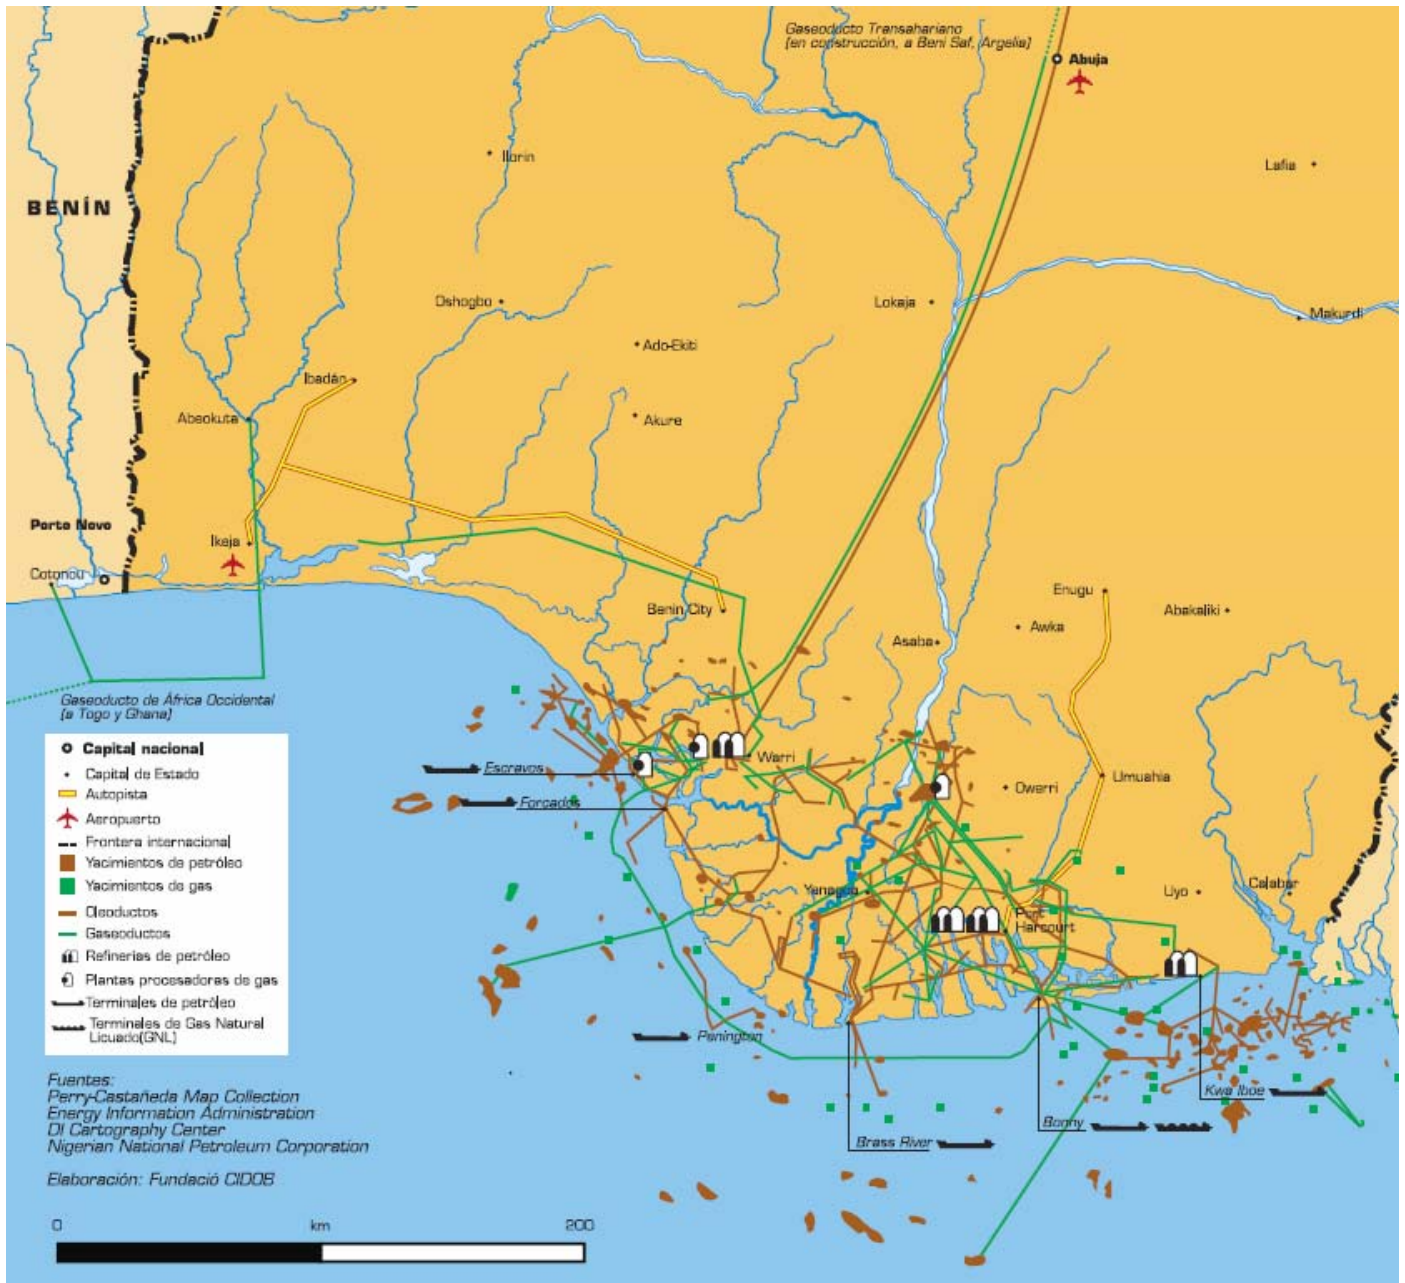 Gaseoducto Transahariano
(en construcción, a Beni Saf, Argelia)
Abuja
Ilorin
Lafia
BENÍN
Oshogbo
Lokoja
Makurdi
Ado-Ekiti
Ibadán
Abeokuta
Akure
Porto Novo
Ikeja
Cotonou
Enugu
Benin City
Abakaliki
Awka
Asaba
Gaseoducto de África Occidental
(a Togo y Ghana)
Capital nacional
Capital de Estado
Autopista
Aeropuerto
Frontera internacional
Yacimientos de petróleo
Yacimientos de gas
Oleoductos
Gaseoductos
Refinerías de petróleo
Plantas procesadoras de gas
Terminales de petróleo
Terminales de Gas Natural
Licuado(GNL)
Warri
Escravos
Forcados
Owerri
Umuahia
Yenagoa
Uyo
Calabar
Port
Harcourt
Penington
Kwa Iboe
Bonny
Brass River
Fuentes:
Perry-Castañeda Map Collection
Energy Information Administration
DI Cartography Center
Nigerian National Petroleum Corporation
Elaboración: Fundació CIDOB
0 km 200